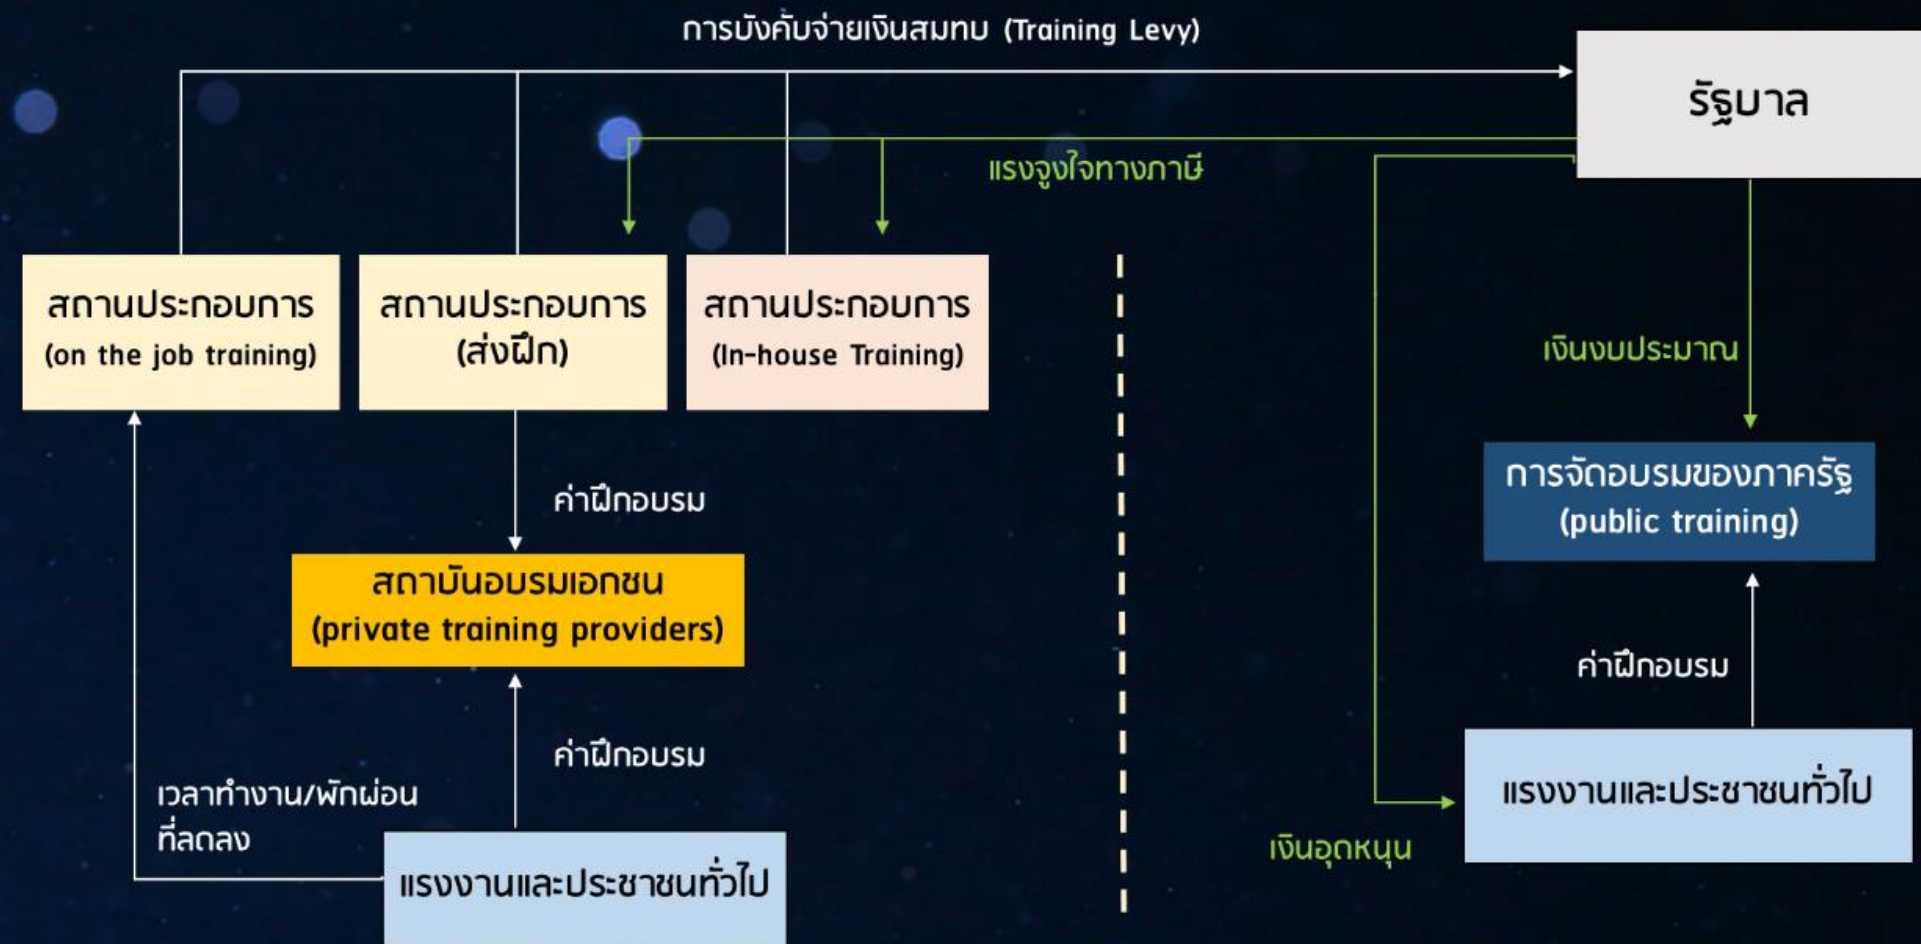 การบังคับจ่ายเงินสมทบ (Training Levy)
รัฐบาล
แรงจูงใจทางภาษี
สถานประกอบการ
(on the job training)
สถานประกอบการ
(ส่งฝึก)
สถานประกอบการ
(In-house Training)
เงินงบประมาณ
การจัดอบรมของภาครัฐ
(public training)
ค่าฝึกอบรม
สถาบันอบรมเอกชน
(private training providers)
ค่าฝึกอบรม
ค่าฝึกอบรม
เวลาทำงาน/พักผ่อน
ที่ลดลง
แรงงานและประชาชนทั่วไป
แรงงานและประชาชนทั่วไป
เงินอุดหนุน